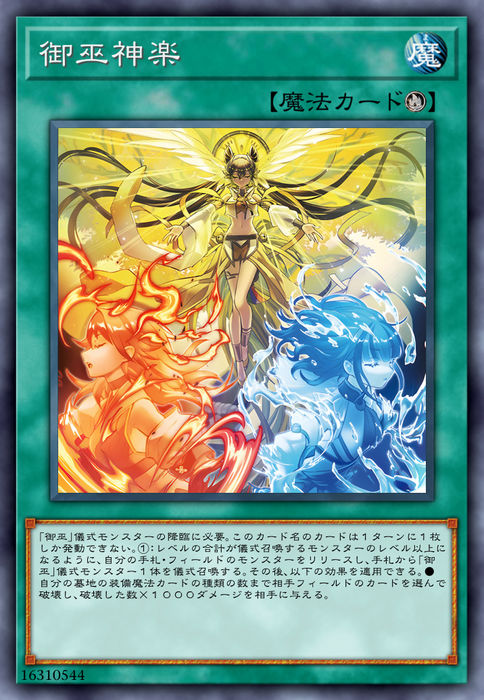 御巫神楽
魔
【魔法カード】
「御巫」儀式モンスターの降臨に必要。このカード名のカードは１ターンに１枚
しか発動できない。①：レベルの合計が儀式召喚するモンスターのレベル以上に
なるように、自分の手札・フィールドのモンスターをリリースし、手札から「御
巫」儀式モンスター１体を儀式召喚する。その後、以下の効果を適用できる。●
自分の墓地の装備魔法カードの種類の数まで相手フィールドのカードを選んで
破壊し、破壊した数×１０００ダメージを相手に与える。
16310544